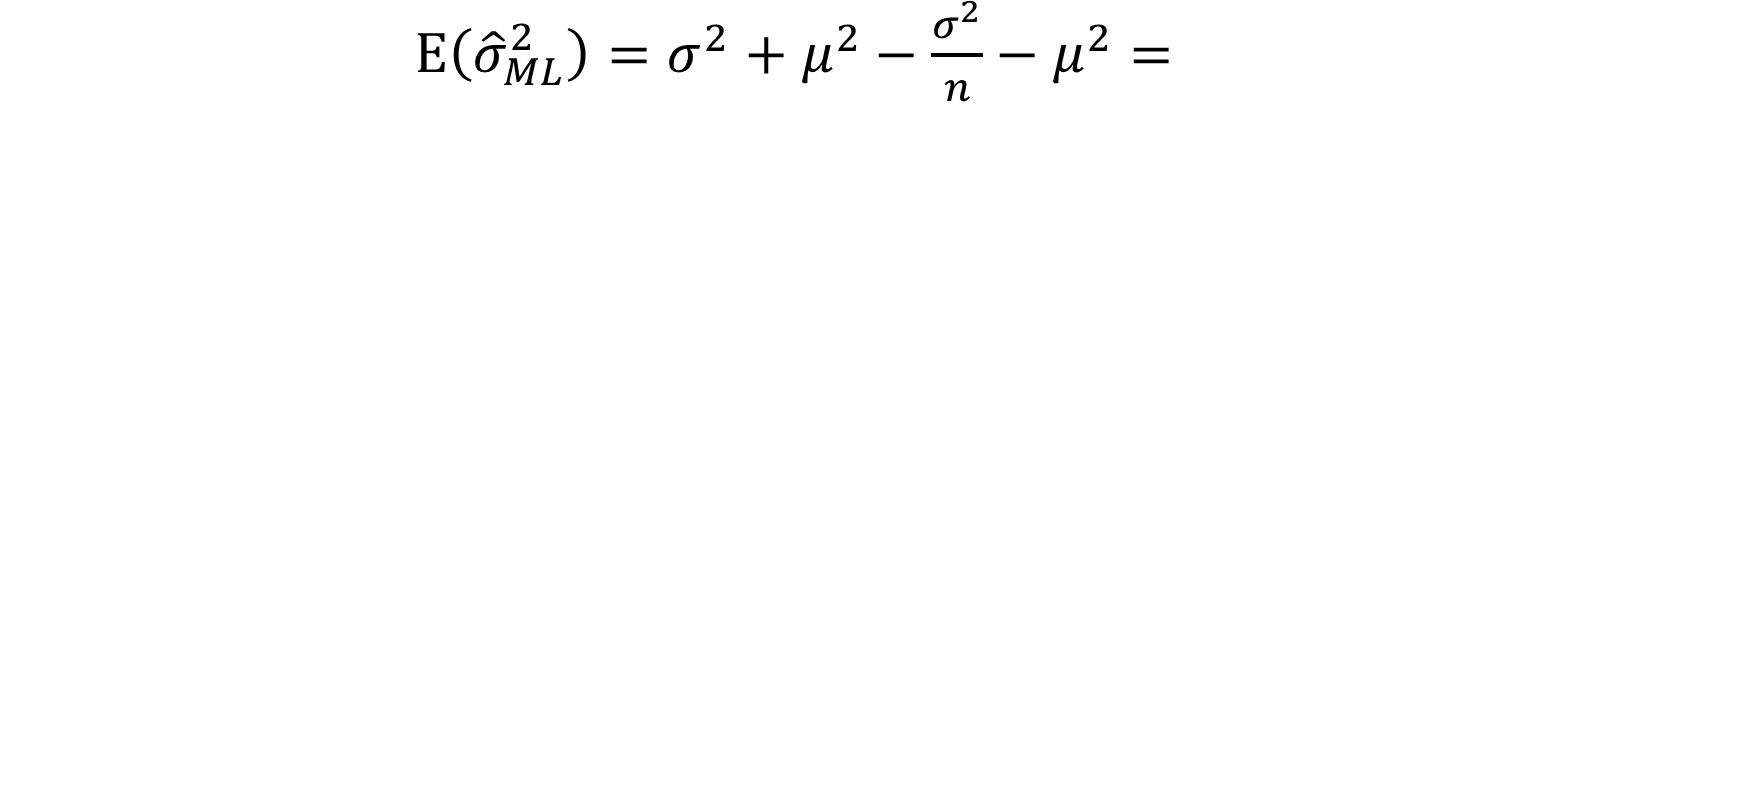 E(σ̂²_ML) = σ² + μ² − σ²/n − μ² =